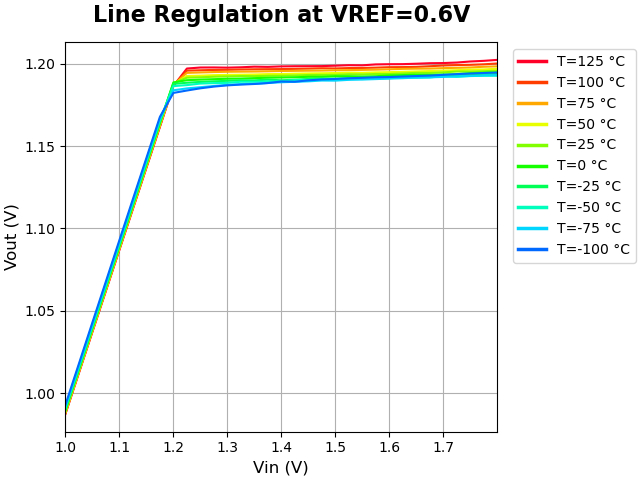 Line Regulation at VREF=0.6V
Vout (V)
1.20
1.15
1.10
1.05
1.00
1.0 1.1 1.2 1.3 1.4 1.5 1.6 1.7
Vin (V)
T=125 °C
T=100 °C
T=75 °C
T=50 °C
T=25 °C
T=0 °C
T=-25 °C
T=-50 °C
T=-75 °C
T=-100 °C